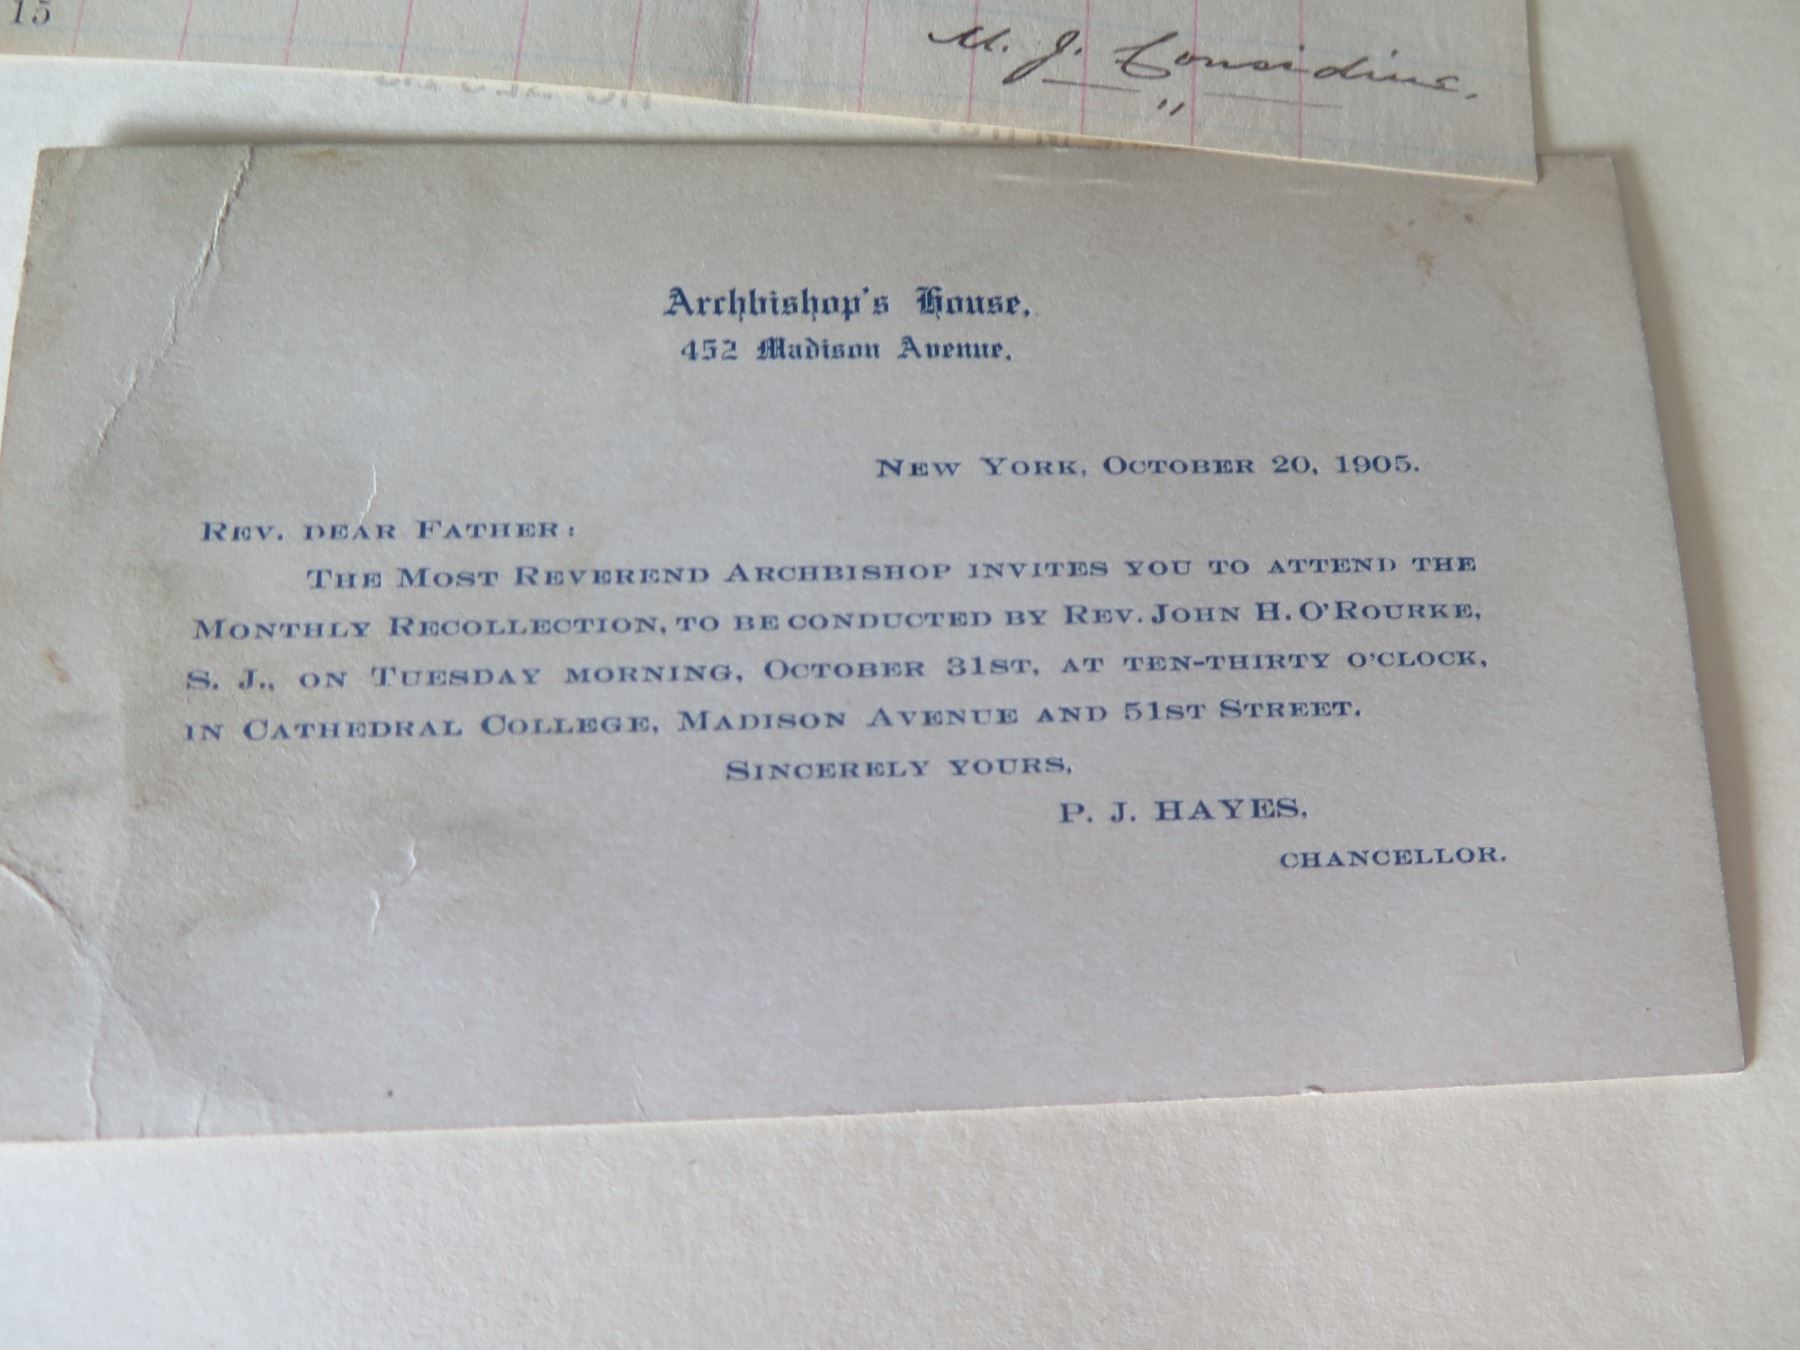 15
M. J. Considine.
"
Archbishop's House,
452 Madison Avenue.
New York, October 20, 1905.
Rev. dear Father:
The Most Reverend Archbishop invites you to attend the
Monthly Recollection, to be conducted by Rev. John H. O'Rourke,
S. J., on Tuesday morning, October 31st, at ten-thirty o'clock,
in Cathedral College, Madison Avenue and 51st Street.
Sincerely yours,
P. J. HAYES,
Chancellor.